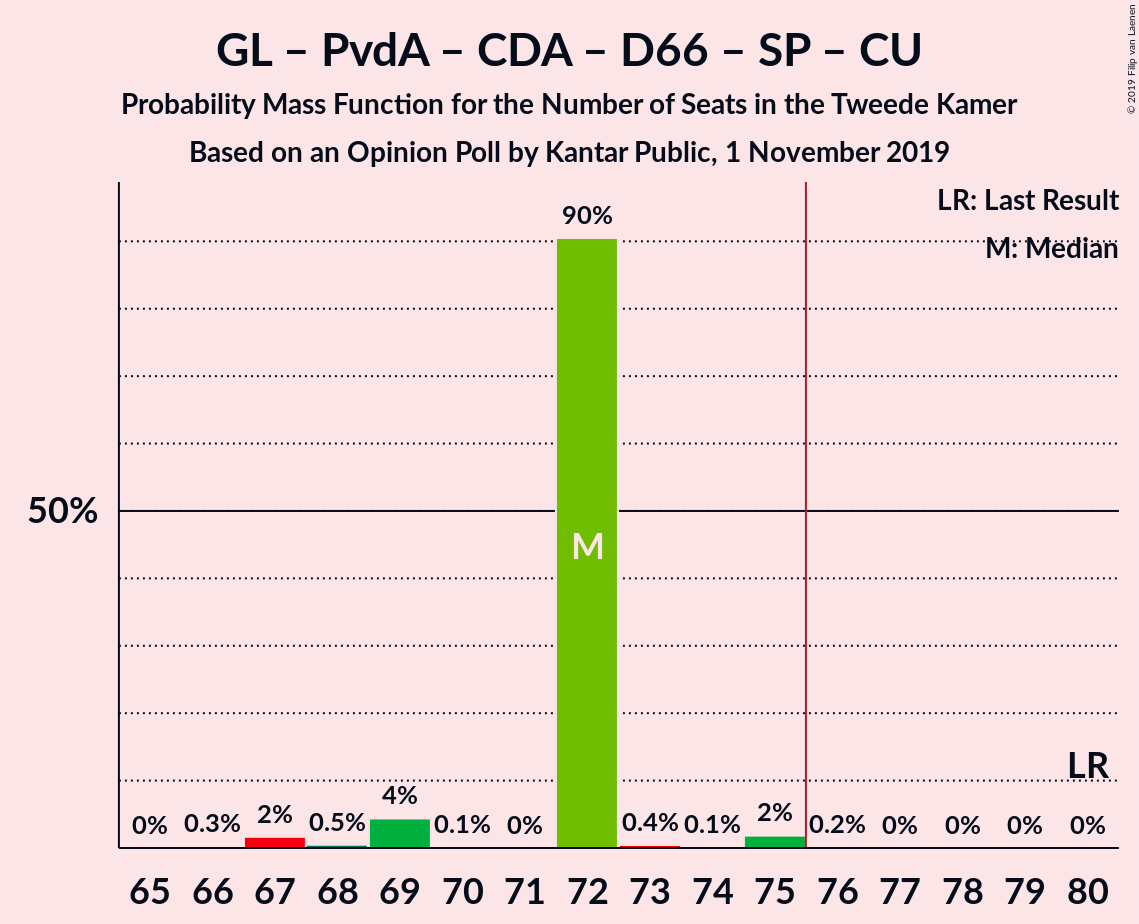 GL – PvdA – CDA – D66 – SP – CU
Probability Mass Function for the Number of Seats in the Tweede Kamer
Based on an Opinion Poll by Kantar Public, 1 November 2019
© 2019 Filip van Laenen
LR: Last Result
M: Median
90%
50%
M
LR
0% 0.3% 2% 0.5% 4% 0.1% 0% 0.4% 0.1% 2% 0.2% 0% 0% 0% 0%
65 66 67 68 69 70 71 72 73 74 75 76 77 78 79 80